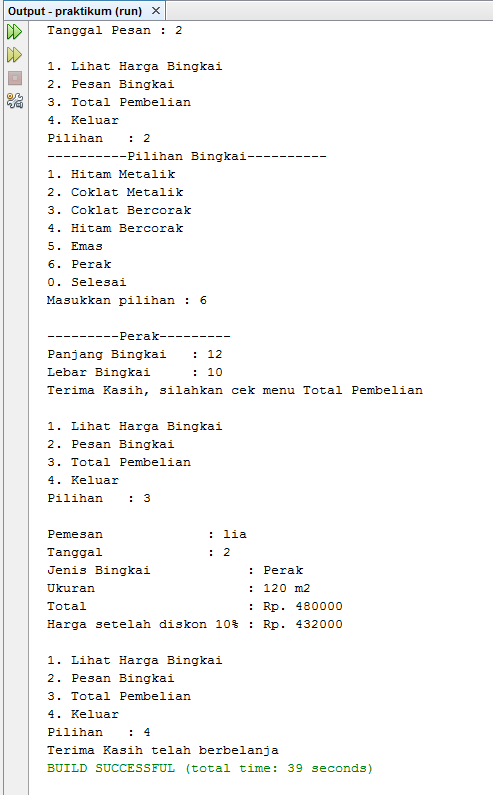 Output - praktikum (run)
Tanggal Pesan : 2
1. Lihat Harga Bingkai
2. Pesan Bingkai
3. Total Pembelian
4. Keluar
Pilihan   : 2
----------Pilihan Bingkai----------
1. Hitam Metalik
2. Coklat Metalik
3. Coklat Bercorak
4. Hitam Bercorak
5. Emas
6. Perak
0. Selesai
Masukkan pilihan : 6
---------Perak---------
Panjang Bingkai   : 12
Lebar Bingkai     : 10
Terima Kasih, silahkan cek menu Total Pembelian
1. Lihat Harga Bingkai
2. Pesan Bingkai
3. Total Pembelian
4. Keluar
Pilihan   : 3
Pemesan             : lia
Tanggal             : 2
Jenis Bingkai            : Perak
Ukuran                   : 120 m2
Total                    : Rp. 480000
Harga setelah diskon 10% : Rp. 432000
1. Lihat Harga Bingkai
2. Pesan Bingkai
3. Total Pembelian
4. Keluar
Pilihan   : 4
Terima Kasih telah berbelanja
BUILD SUCCESSFUL (total time: 39 seconds)